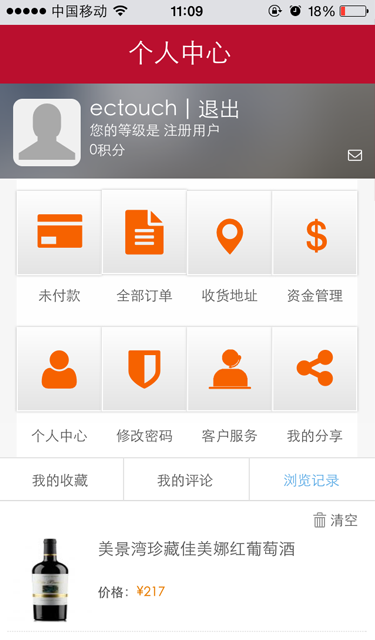 中国移动 11:09 18%
个人中心
ectouch | 退出
您的等级是 注册用户
0积分
未付款 全部订单 收货地址 资金管理
个人中心 修改密码 客户服务 我的分享
我的收藏 我的评论 浏览记录
清空
美景湾珍藏佳美娜红葡萄酒
价格：¥217